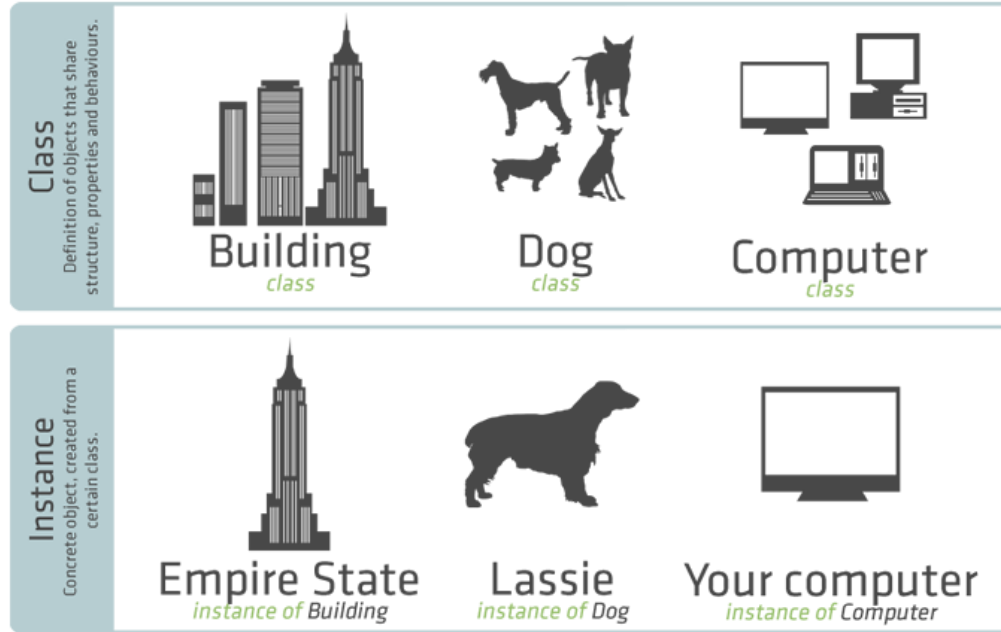 Class
Definition of objects that share
structure, properties and behaviours.
Building
class
Dog
class
Computer
class
Instance
Concrete object, created from a
certain class.
Empire State
instance of Building
Lassie
instance of Dog
Your computer
instance of Computer